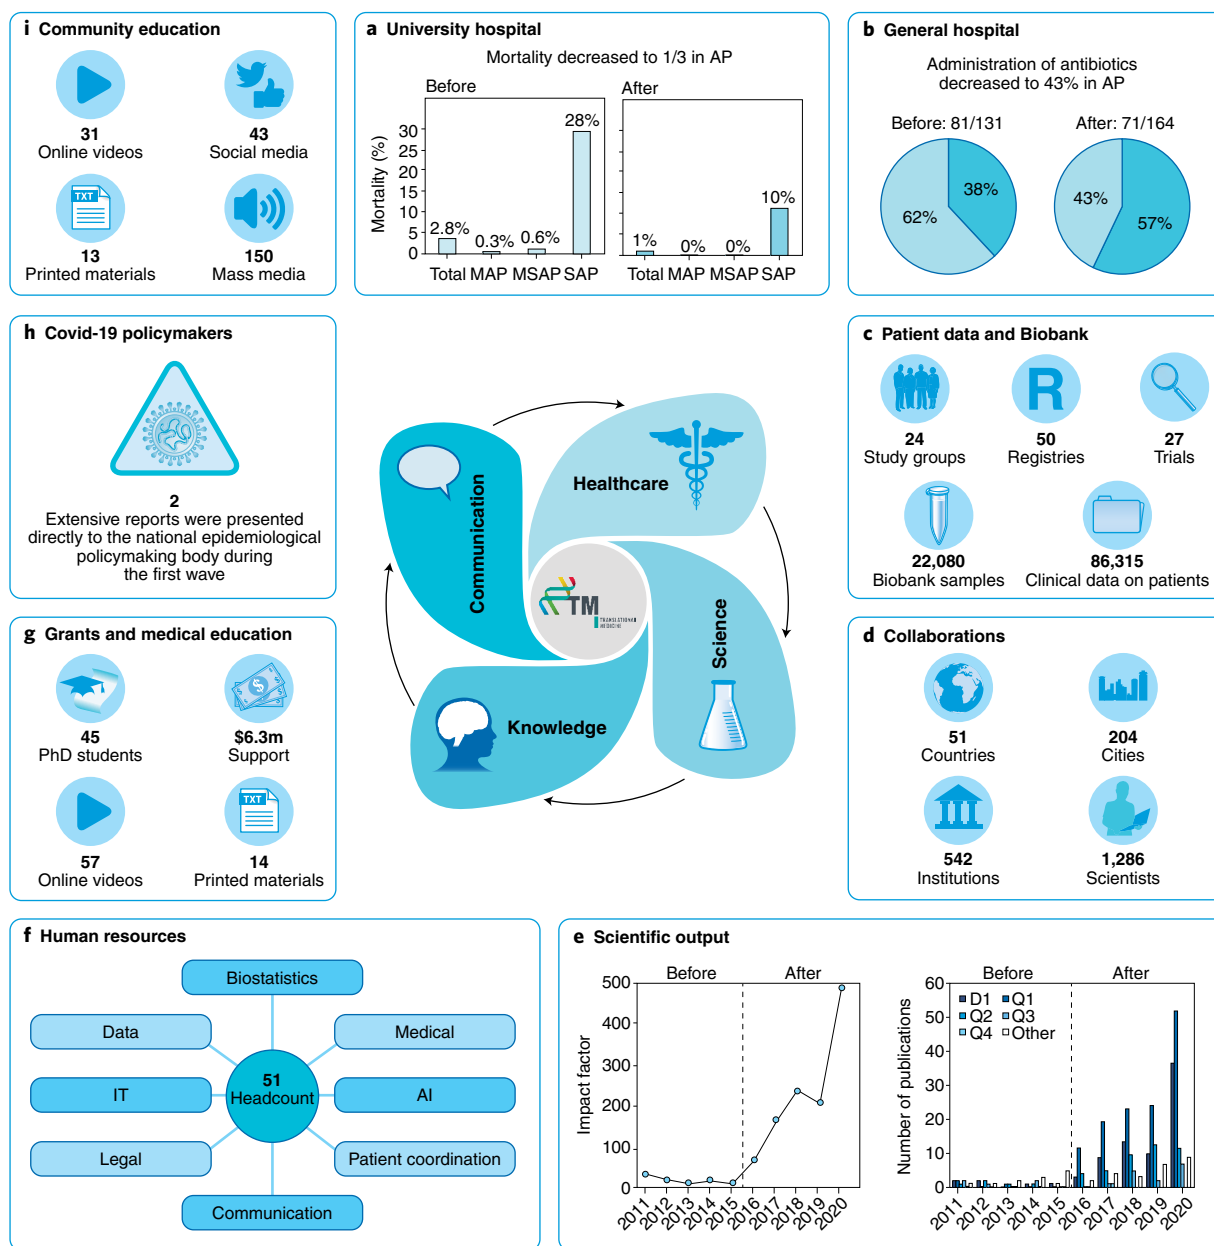 i Community education
31
Online videos
43
Social media
TXT
13
Printed materials
150
Mass media
a University hospital
Mortality decreased to 1/3 in AP
Before
After
Mortality (%)
30
25
20
15
10
5
0
2.8%
0.3%
0.6%
28%
Total MAP MSAP SAP
1%
0%
0%
10%
Total MAP MSAP SAP
b General hospital
Administration of antibiotics
decreased to 43% in AP
Before: 81/131
After: 71/164
38%
62%
43%
57%
h Covid-19 policymakers
2
Extensive reports were presented
directly to the national epidemiological
policymaking body during
the first wave
Communication
Healthcare
Science
Knowledge
TM
TRANSLATIONAL
MEDICINE
c Patient data and Biobank
24
Study groups
R
50
Registries
27
Trials
22,080
Biobank samples
86,315
Clinical data on patients
g Grants and medical education
45
PhD students
$6.3m
Support
57
Online videos
TXT
14
Printed materials
d Collaborations
51
Countries
204
Cities
542
Institutions
1,286
Scientists
f Human resources
Biostatistics
Data
Medical
IT
51
Headcount
AI
Legal
Patient coordination
Communication
e Scientific output
Before
After
Impact factor
500
400
300
200
100
0
2011 2012 2013 2014 2015 2016 2017 2018 2019 2020
Before
After
Number of publications
60
50
40
30
20
10
0
D1 Q1
Q2 Q3
Q4 Other
2011 2012 2013 2014 2015 2016 2017 2018 2019 2020